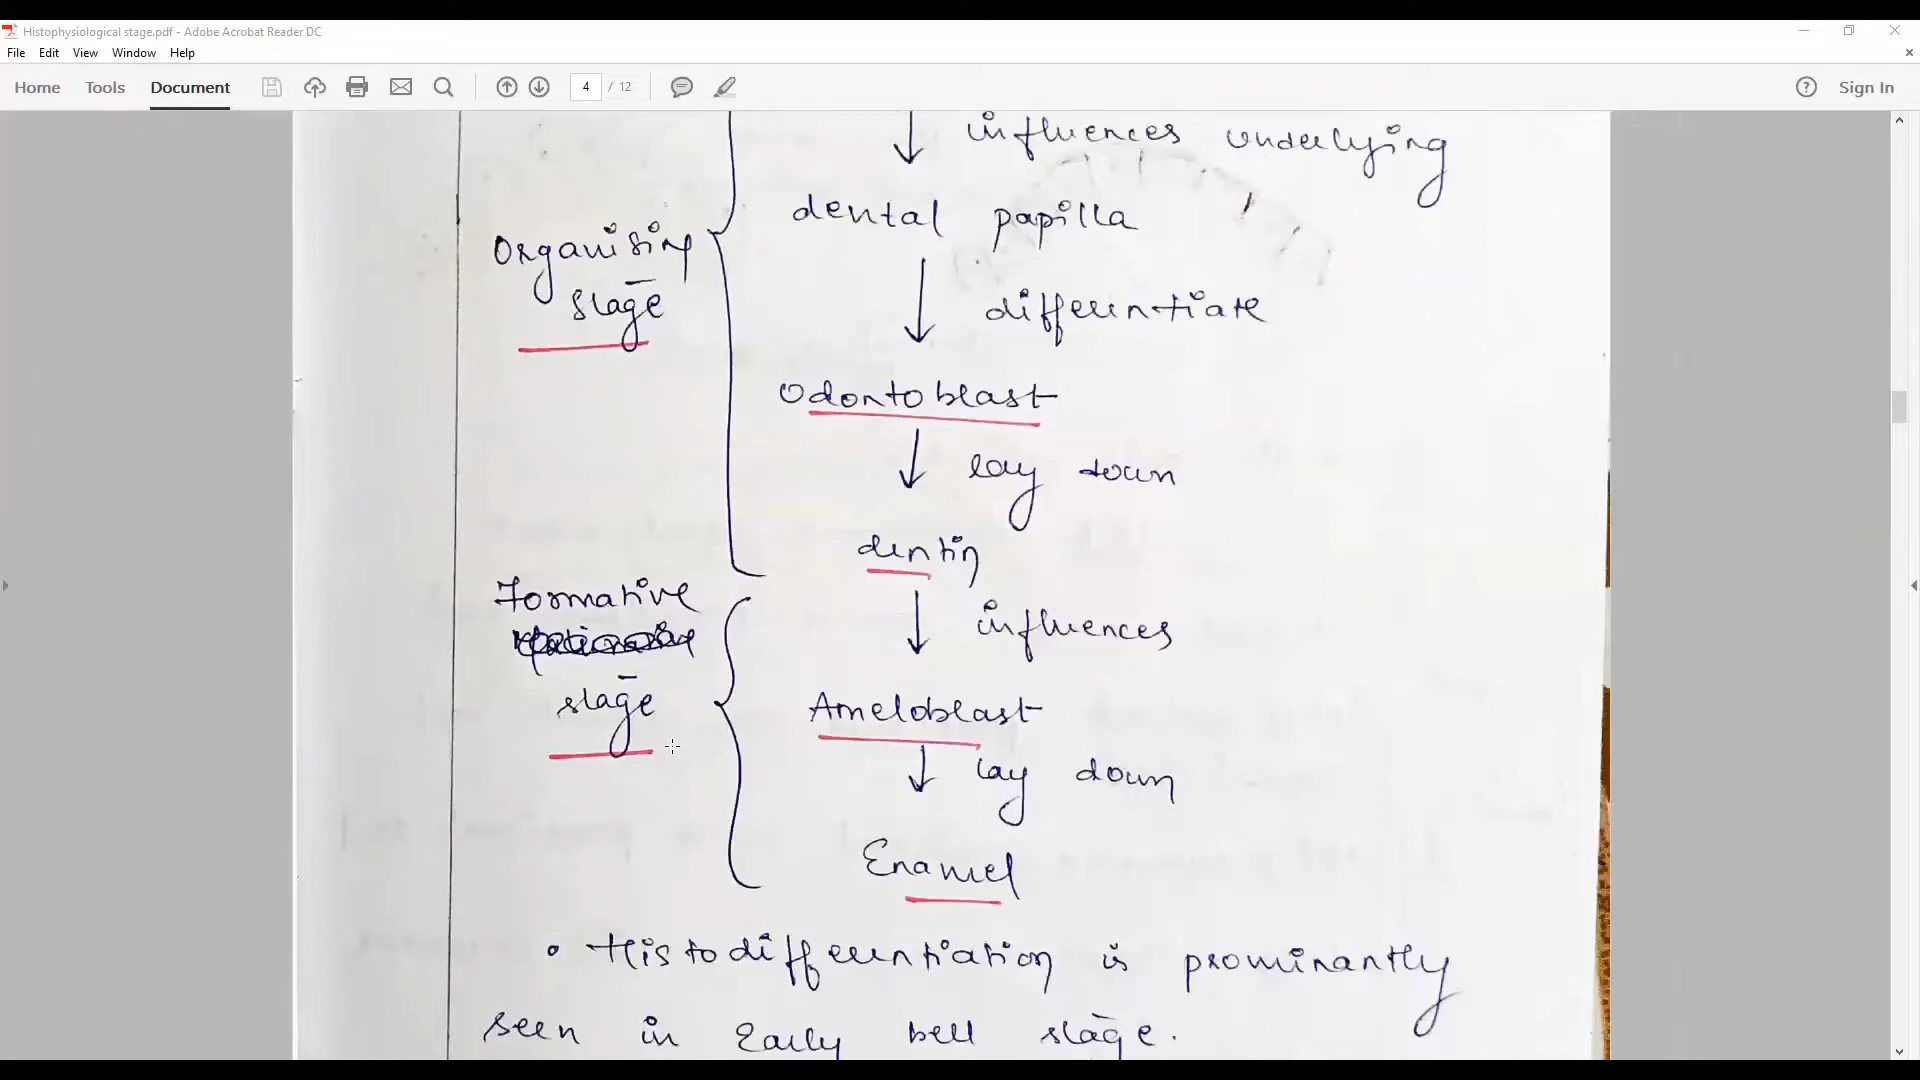 Histophysiological stage.pdf - Adobe Acrobat Reader DC
File Edit View Window Help
Home Tools Document 4 / 12 Sign In
influences underlying
dental papilla
Organising
stage
differentiate
Odontoblast
lay down
dentin
Formative
influences
stage
Ameloblast
lay down
Enamel
• Histodifferentiation is prominantly
seen in Early bell stage.